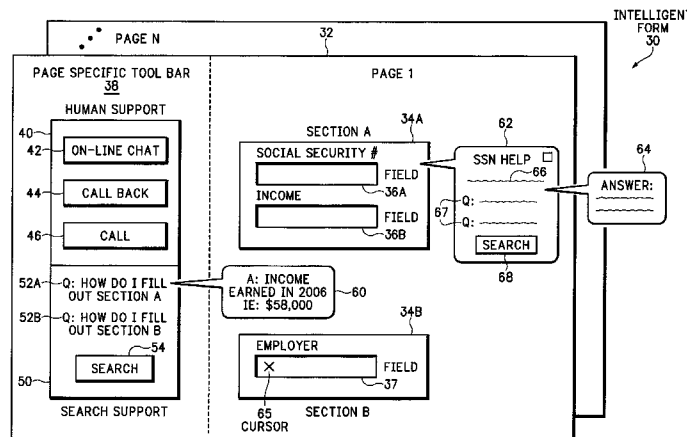 INTELLIGENT
FORM
30
PAGE N
32
PAGE SPECIFIC TOOL BAR
38
PAGE 1
HUMAN SUPPORT
40
42
ON-LINE CHAT
44
CALL BACK
46
CALL
34A
SECTION A
SOCIAL SECURITY #
FIELD
36A
INCOME
FIELD
36B
62
SSN HELP
66
67
Q:
Q:
SEARCH
68
64
ANSWER:
52A
Q: HOW DO I FILL
OUT SECTION A
52B
Q: HOW DO I FILL
OUT SECTION B
54
SEARCH
50
SEARCH SUPPORT
A: INCOME
EARNED IN 2006
IE: $58,000
60
34B
EMPLOYER
FIELD
37
65
CURSOR
SECTION B